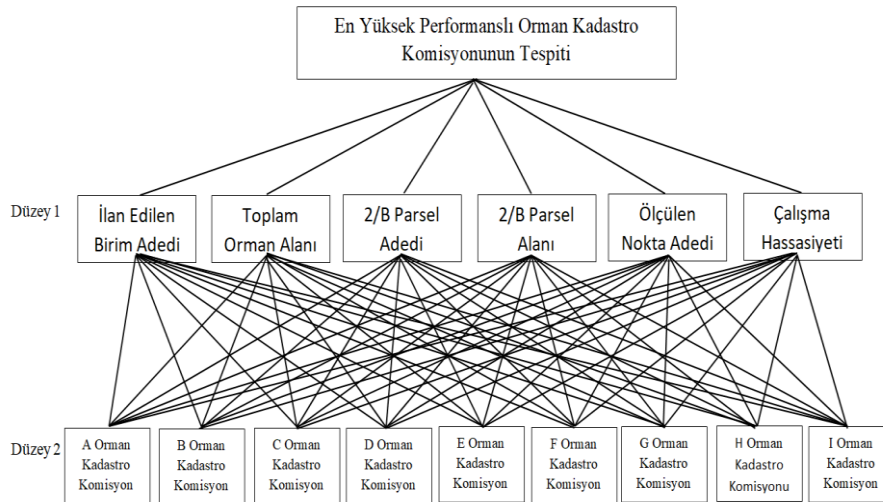 En Yüksek Performanslı Orman Kadastro
Komisyonunun Tespiti
Düzey 1
İlan Edilen
Birim Adedi
Toplam
Orman Alanı
2/B Parsel
Adedi
2/B Parsel
Alanı
Ölçülen
Nokta Adedi
Çalışma
Hassasiyeti
Düzey 2
A Orman
Kadastro
Komisyon
B Orman
Kadastro
Komisyon
C Orman
Kadastro
Komisyon
D Orman
Kadastro
Komisyon
E Orman
Kadastro
Komisyon
F Orman
Kadastro
Komisyon
G Orman
Kadastro
Komisyon
H Orman
Kadastro
Komisyonu
I Orman
Kadastro
Komisyon